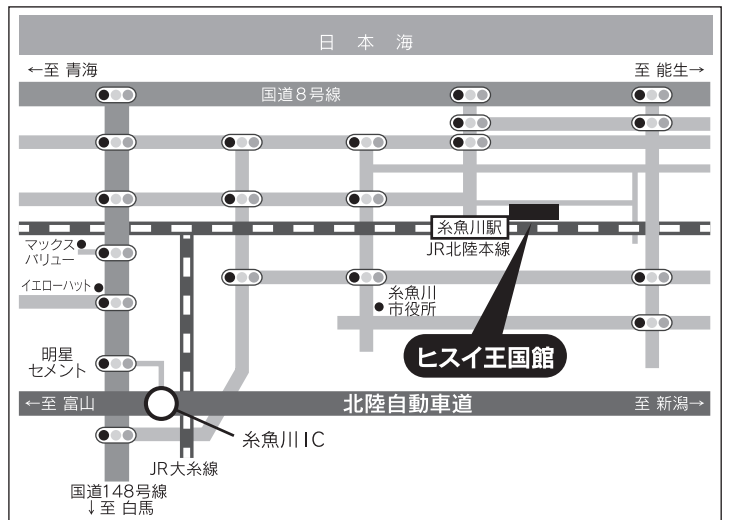 日本海
←至 青海
至 能生→
国道8号線
糸魚川駅
JR北陸本線
マックス
バリュー
イエローハット
糸魚川
市役所
ヒスイ王国館
明星
セメント
←至 富山
北陸自動車道
至 新潟→
糸魚川IC
JR大糸線
国道148号線
↓至 白馬